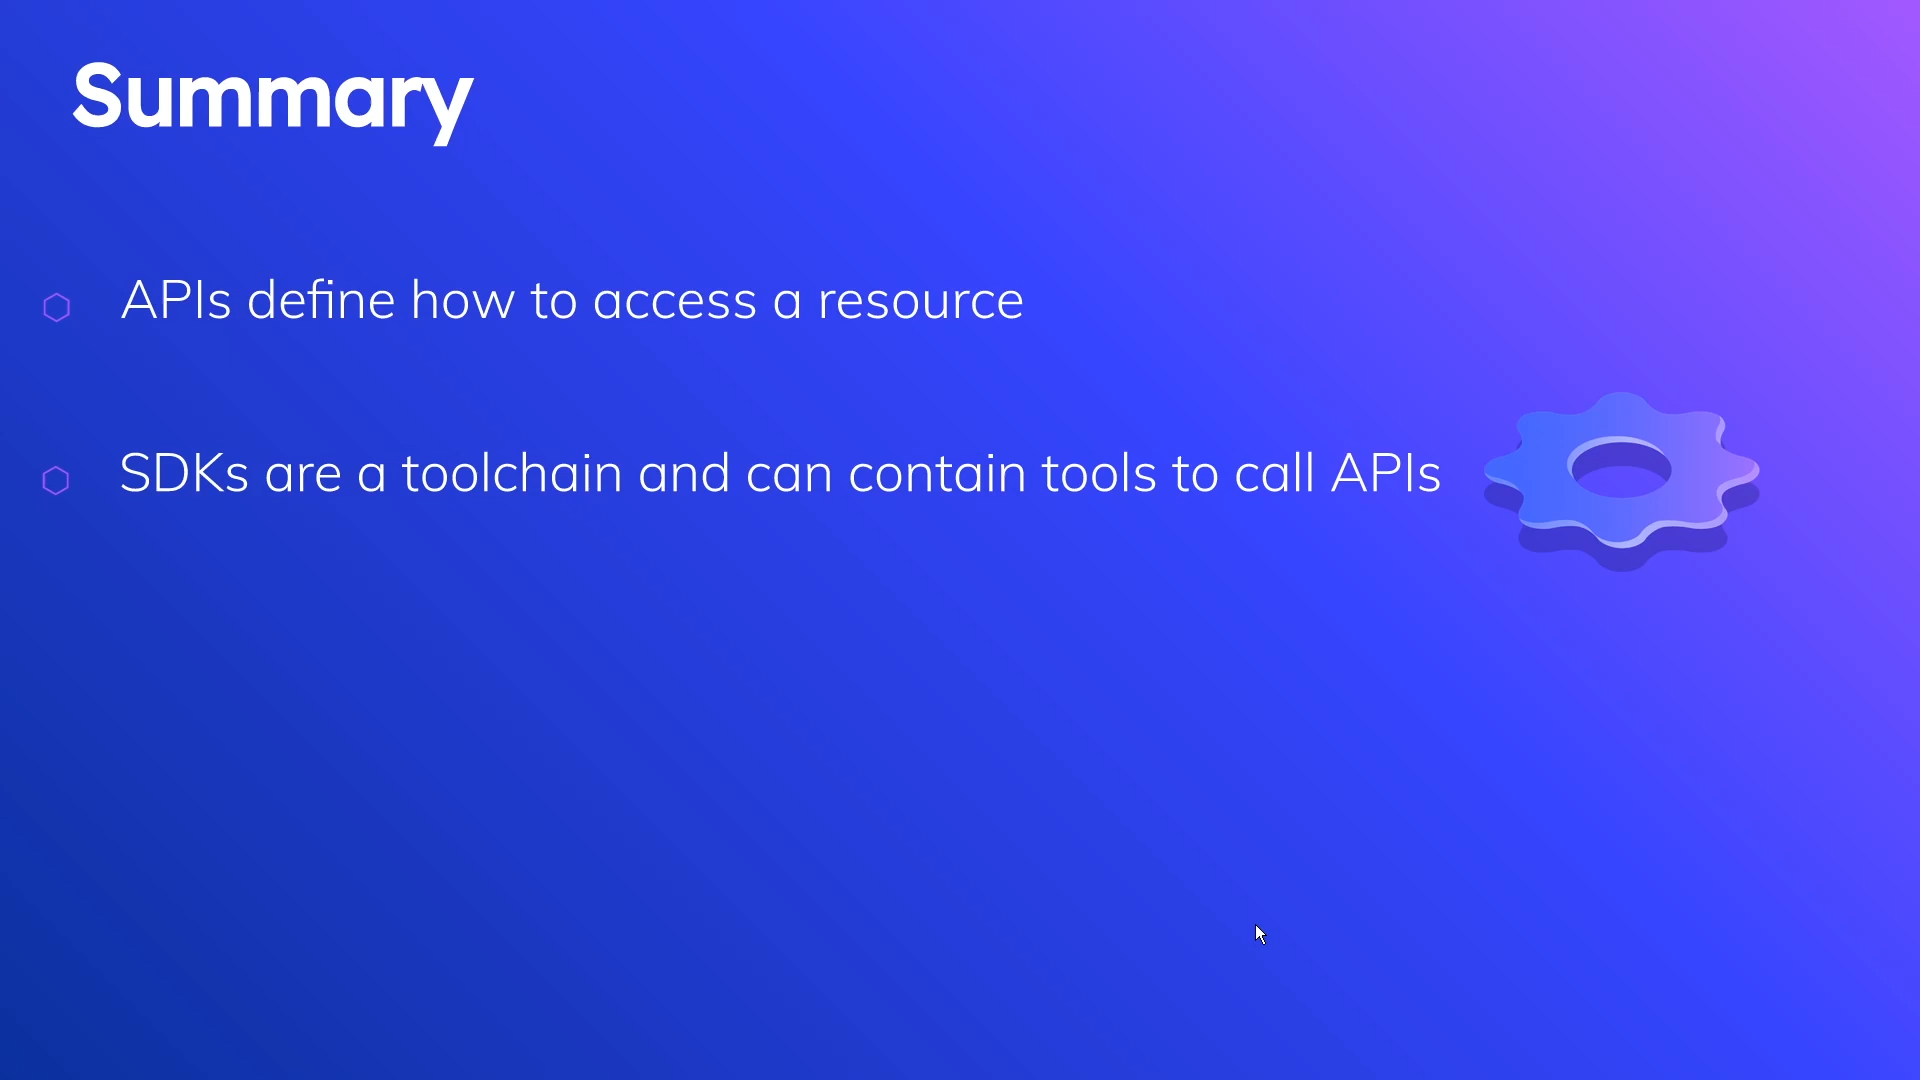 Summary
APIs define how to access a resource
SDKs are a toolchain and can contain tools to call APIs